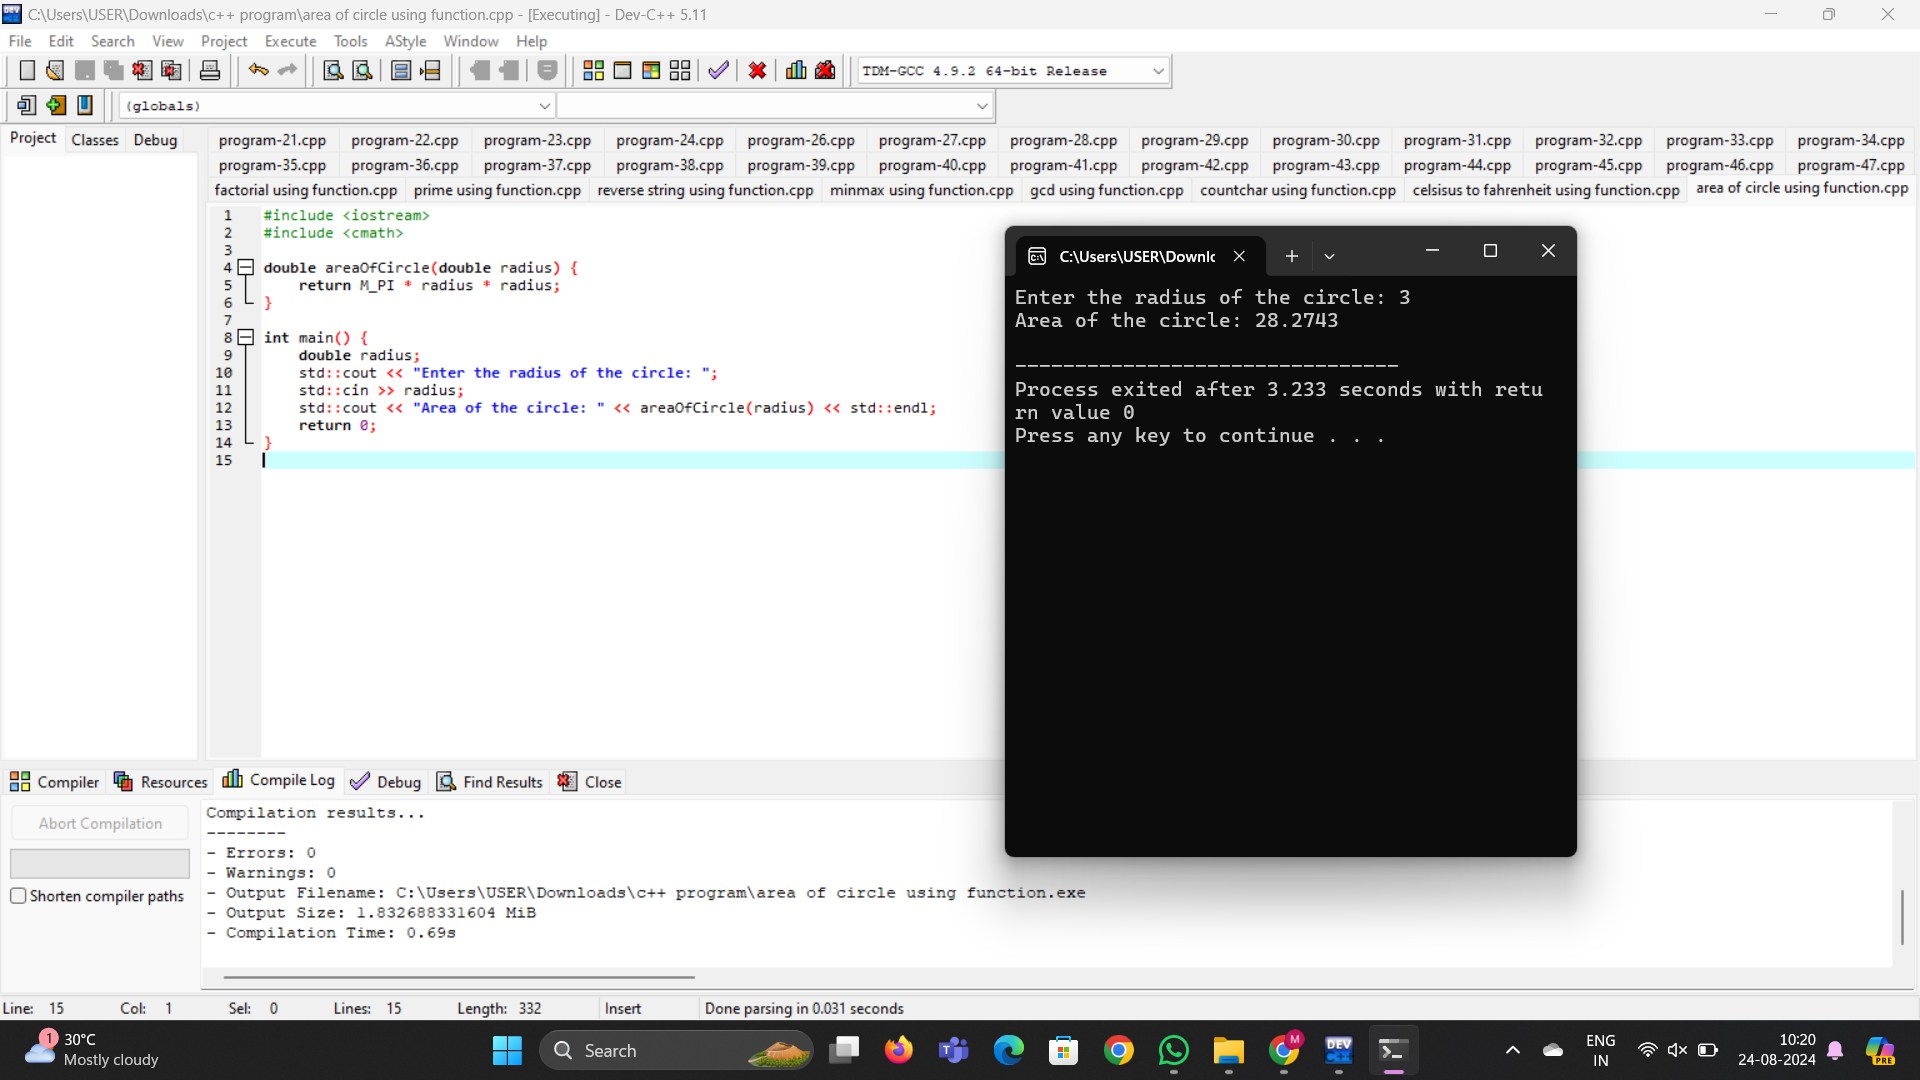 C:\Users\USER\Downloads\c++ program\area of circle using function.cpp - [Executing] - Dev-C++ 5.11
File Edit Search View Project Execute Tools AStyle Window Help
TDM-GCC 4.9.2 64-bit Release
(globals)
Project Classes Debug
program-21.cpp program-22.cpp program-23.cpp program-24.cpp program-26.cpp program-27.cpp program-28.cpp program-29.cpp program-30.cpp program-31.cpp program-32.cpp program-33.cpp program-34.cpp
program-35.cpp program-36.cpp program-37.cpp program-38.cpp program-39.cpp program-40.cpp program-41.cpp program-42.cpp program-43.cpp program-44.cpp program-45.cpp program-46.cpp program-47.cpp
factorial using function.cpp prime using function.cpp reverse string using function.cpp minmax using function.cpp gcd using function.cpp countchar using function.cpp celsisus to fahrenheit using function.cpp area of circle using function.cpp
1 #include <iostream>
2 #include <cmath>
3
4 double areaOfCircle(double radius) {
5 return M_PI * radius * radius;
6 }
7
8 int main() {
9 double radius;
10 std::cout << "Enter the radius of the circle: ";
11 std::cin >> radius;
12 std::cout << "Area of the circle: " << areaOfCircle(radius) << std::endl;
13 return 0;
14 }
15
C:\Users\USER\Downlc
Enter the radius of the circle: 3
Area of the circle: 28.2743
--------------------------------
Process exited after 3.233 seconds with retu
rn value 0
Press any key to continue . . .
Compiler Resources Compile Log Debug Find Results Close
Abort Compilation
Shorten compiler paths
Compilation results...
--------
- Errors: 0
- Warnings: 0
- Output Filename: C:\Users\USER\Downloads\c++ program\area of circle using function.exe
- Output Size: 1.832688331604 MiB
- Compilation Time: 0.69s
Line: 15 Col: 1 Sel: 0 Lines: 15 Length: 332 Insert Done parsing in 0.031 seconds
1
30°C
Mostly cloudy
Search
M
DEV
ENG
IN
10:20
24-08-2024
PRE